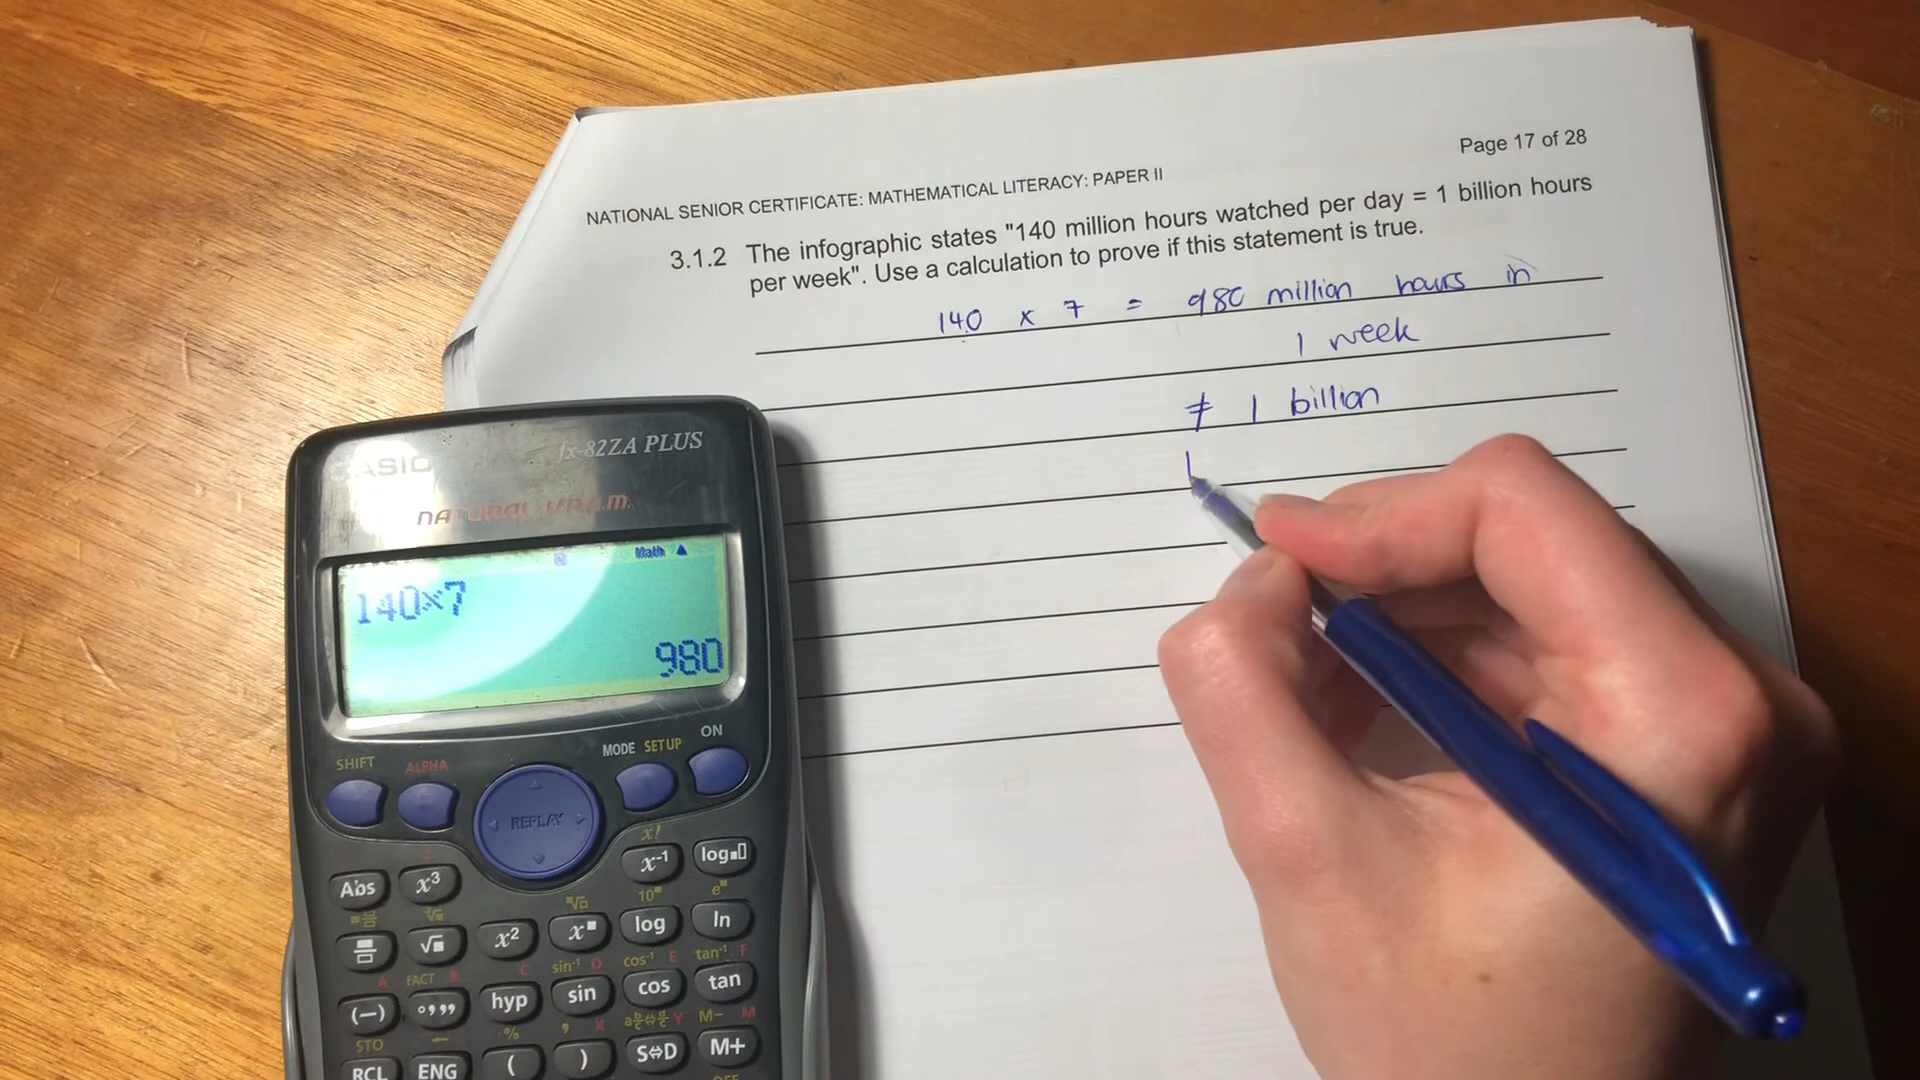 Page 17 of 28
NATIONAL SENIOR CERTIFICATE: MATHEMATICAL LITERACY: PAPER II
3.1.2 The infographic states "140 million hours watched per day = 1 billion hours
per week". Use a calculation to prove if this statement is true.
140 x 7 = 980 million hours in
1 week
≠ 1 billion
CASIO fx-82ZA PLUS
NATURAL-V.P.A.M.
Math ▲
140×7
980
SHIFT ALPHA MODE SETUP ON
REPLAY
x!
Abs x³ x⁻¹ log
10 e
√ x² x log ln
A FACT B C sin⁻¹ D cos⁻¹ E tan⁻¹ F
(−) hyp sin cos tan
STO ← % , X Y M− M
RCL ENG ( ) S⇔D M+
OFF